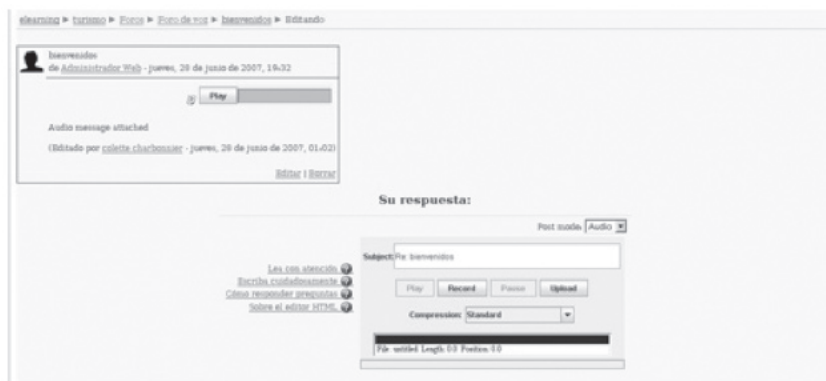 elearning ► turismo ► Foros ► Foro de voz ► bienvenidos ► Editando
bienvenidos
de Administrador Web - jueves, 28 de junio de 2007, 19:32
Play
Audio message attached
(Editado por colette charbonnier - jueves, 28 de junio de 2007, 01:02)
Editar | Borrar
Su respuesta:
Post mode: Audio
Subject: Re: bienvenidos
Lea con atención
Escriba cuidadosamente
Cómo responder preguntas
Sobre el editor HTML
Play Record Pause Upload
Compression: Standard
File: untitled Length: 0.0 Position: 0.0